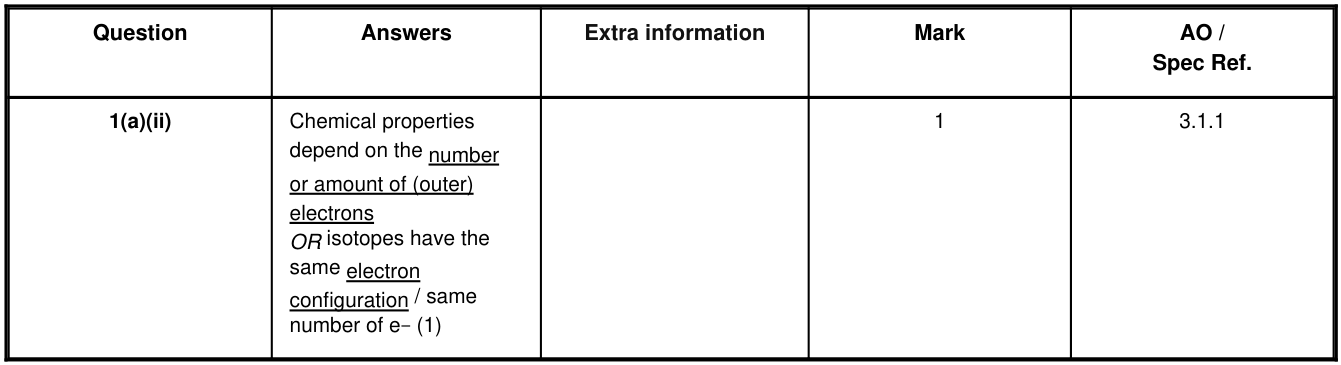 Question Answers Extra information Mark AO /
Spec Ref.
1(a)(ii) Chemical properties 1 3.1.1
depend on the number
or amount of (outer)
electrons
OR isotopes have the
same electron
configuration / same
number of e– (1)